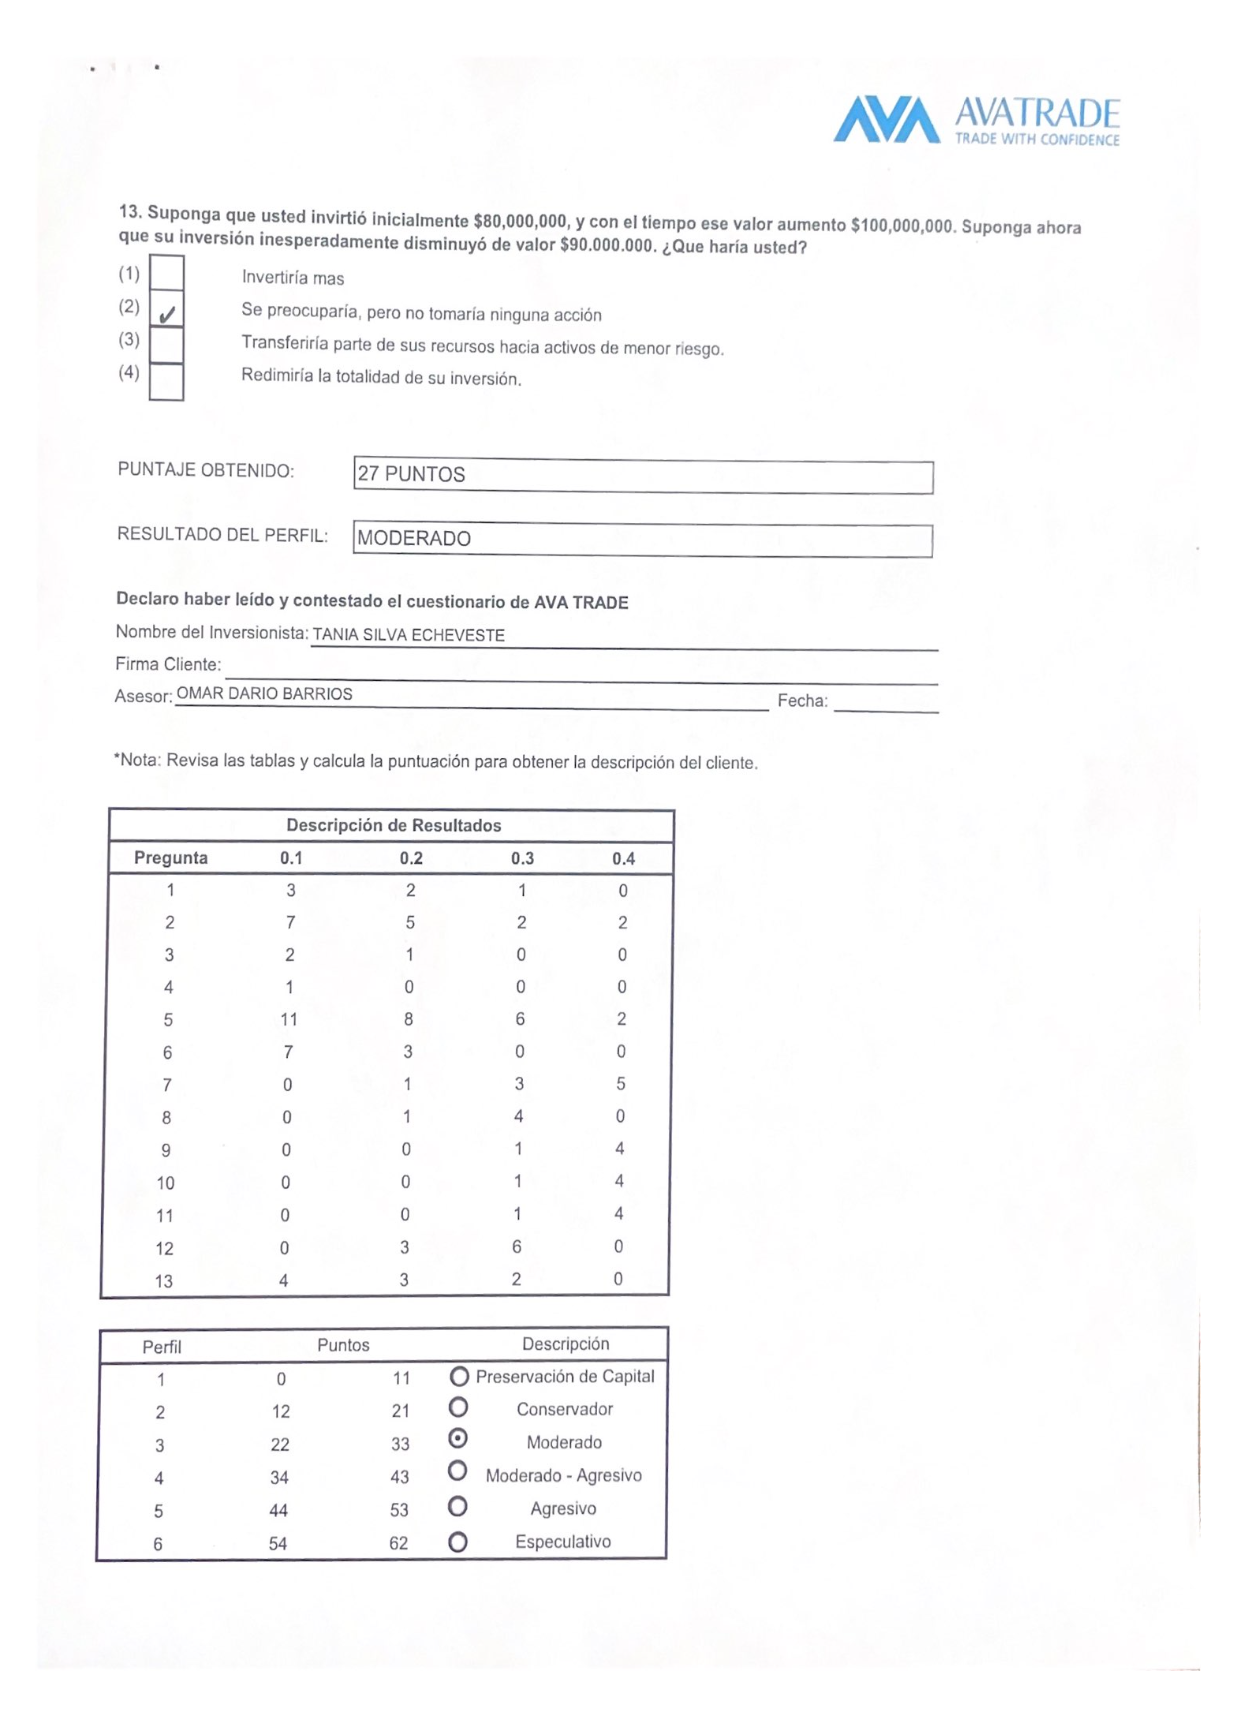 AVA AVATRADE
TRADE WITH CONFIDENCE
13. Suponga que usted invirtió inicialmente $80,000,000, y con el tiempo ese valor aumento $100,000,000. Suponga ahora
que su inversión inesperadamente disminuyó de valor $90.000.000. ¿Que haría usted?
(1) Invertiría mas
(2) ✓ Se preocuparía, pero no tomaría ninguna acción
(3) Transferiría parte de sus recursos hacia activos de menor riesgo.
(4) Redimiría la totalidad de su inversión.
PUNTAJE OBTENIDO: 27 PUNTOS
RESULTADO DEL PERFIL: MODERADO
Declaro haber leído y contestado el cuestionario de AVA TRADE
Nombre del Inversionista: TANIA SILVA ECHEVESTE
Firma Cliente:
Asesor: OMAR DARIO BARRIOS Fecha:
*Nota: Revisa las tablas y calcula la puntuación para obtener la descripción del cliente.
Descripción de Resultados
Pregunta 0.1 0.2 0.3 0.4
1 3 2 1 0
2 7 5 2 2
3 2 1 0 0
4 1 0 0 0
5 11 8 6 2
6 7 3 0 0
7 0 1 3 5
8 0 1 4 0
9 0 0 1 4
10 0 0 1 4
11 0 0 1 4
12 0 3 6 0
13 4 3 2 0
Perfil Puntos Descripción
1 0 11 Preservación de Capital
2 12 21 Conservador
3 22 33 Moderado
4 34 43 Moderado - Agresivo
5 44 53 Agresivo
6 54 62 Especulativo